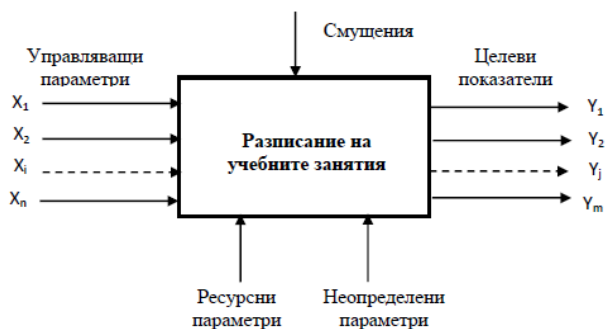 Смущения
Управляващи
параметри
Целеви
показатели
X1
X2
Xi
Xn
Разписание на
учебните занятия
Y1
Y2
Yj
Ym
Ресурсни
параметри
Неопределени
параметри